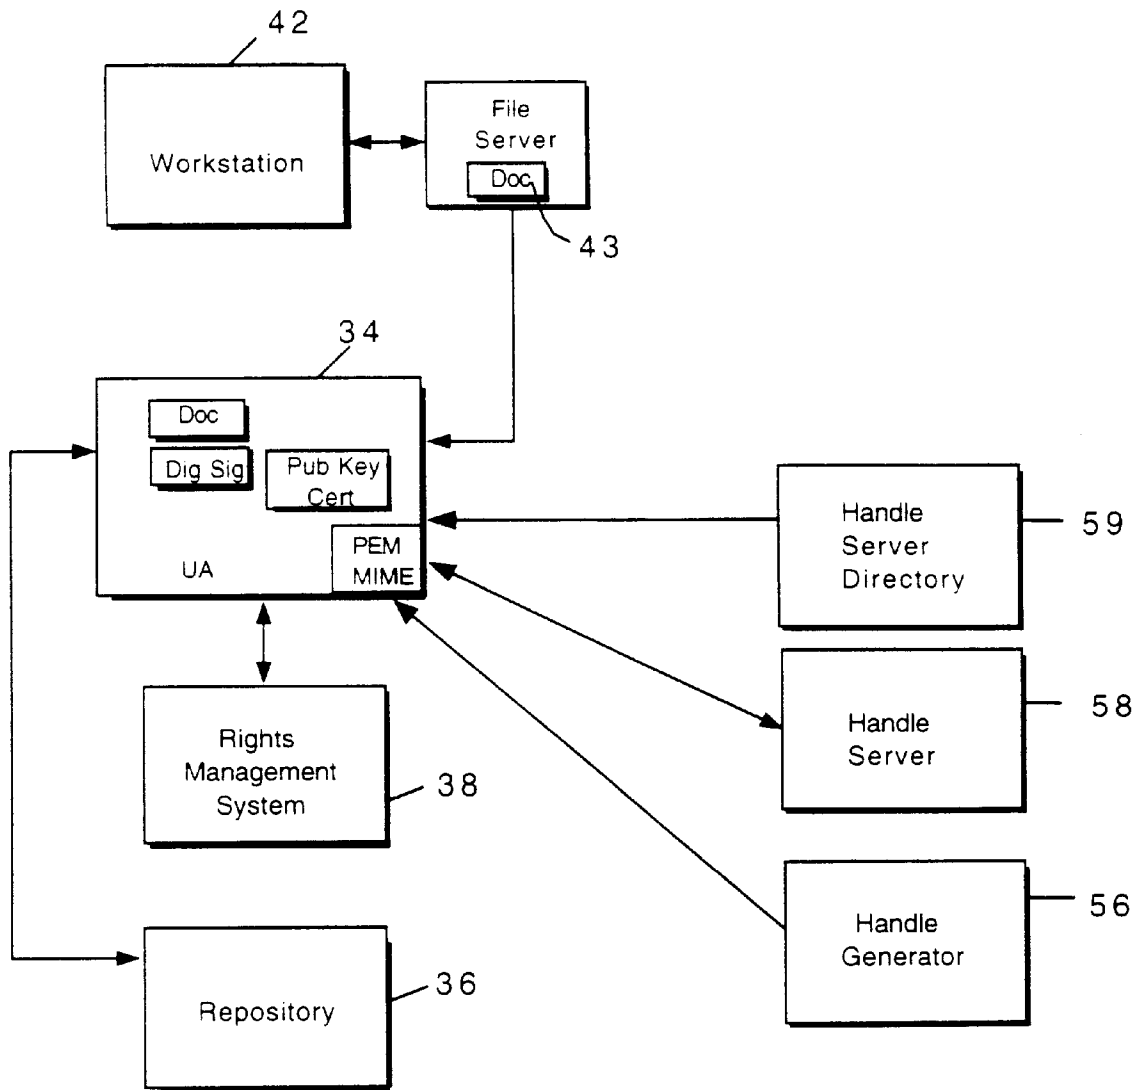 42
Workstation
File
Server
Doc
43
34
Doc
Dig Sig
Pub Key
Cert
PEM
MIME
UA
Handle
Server
Directory
59
Rights
Management
System
38
Handle
Server
58
Handle
Generator
56
Repository
36